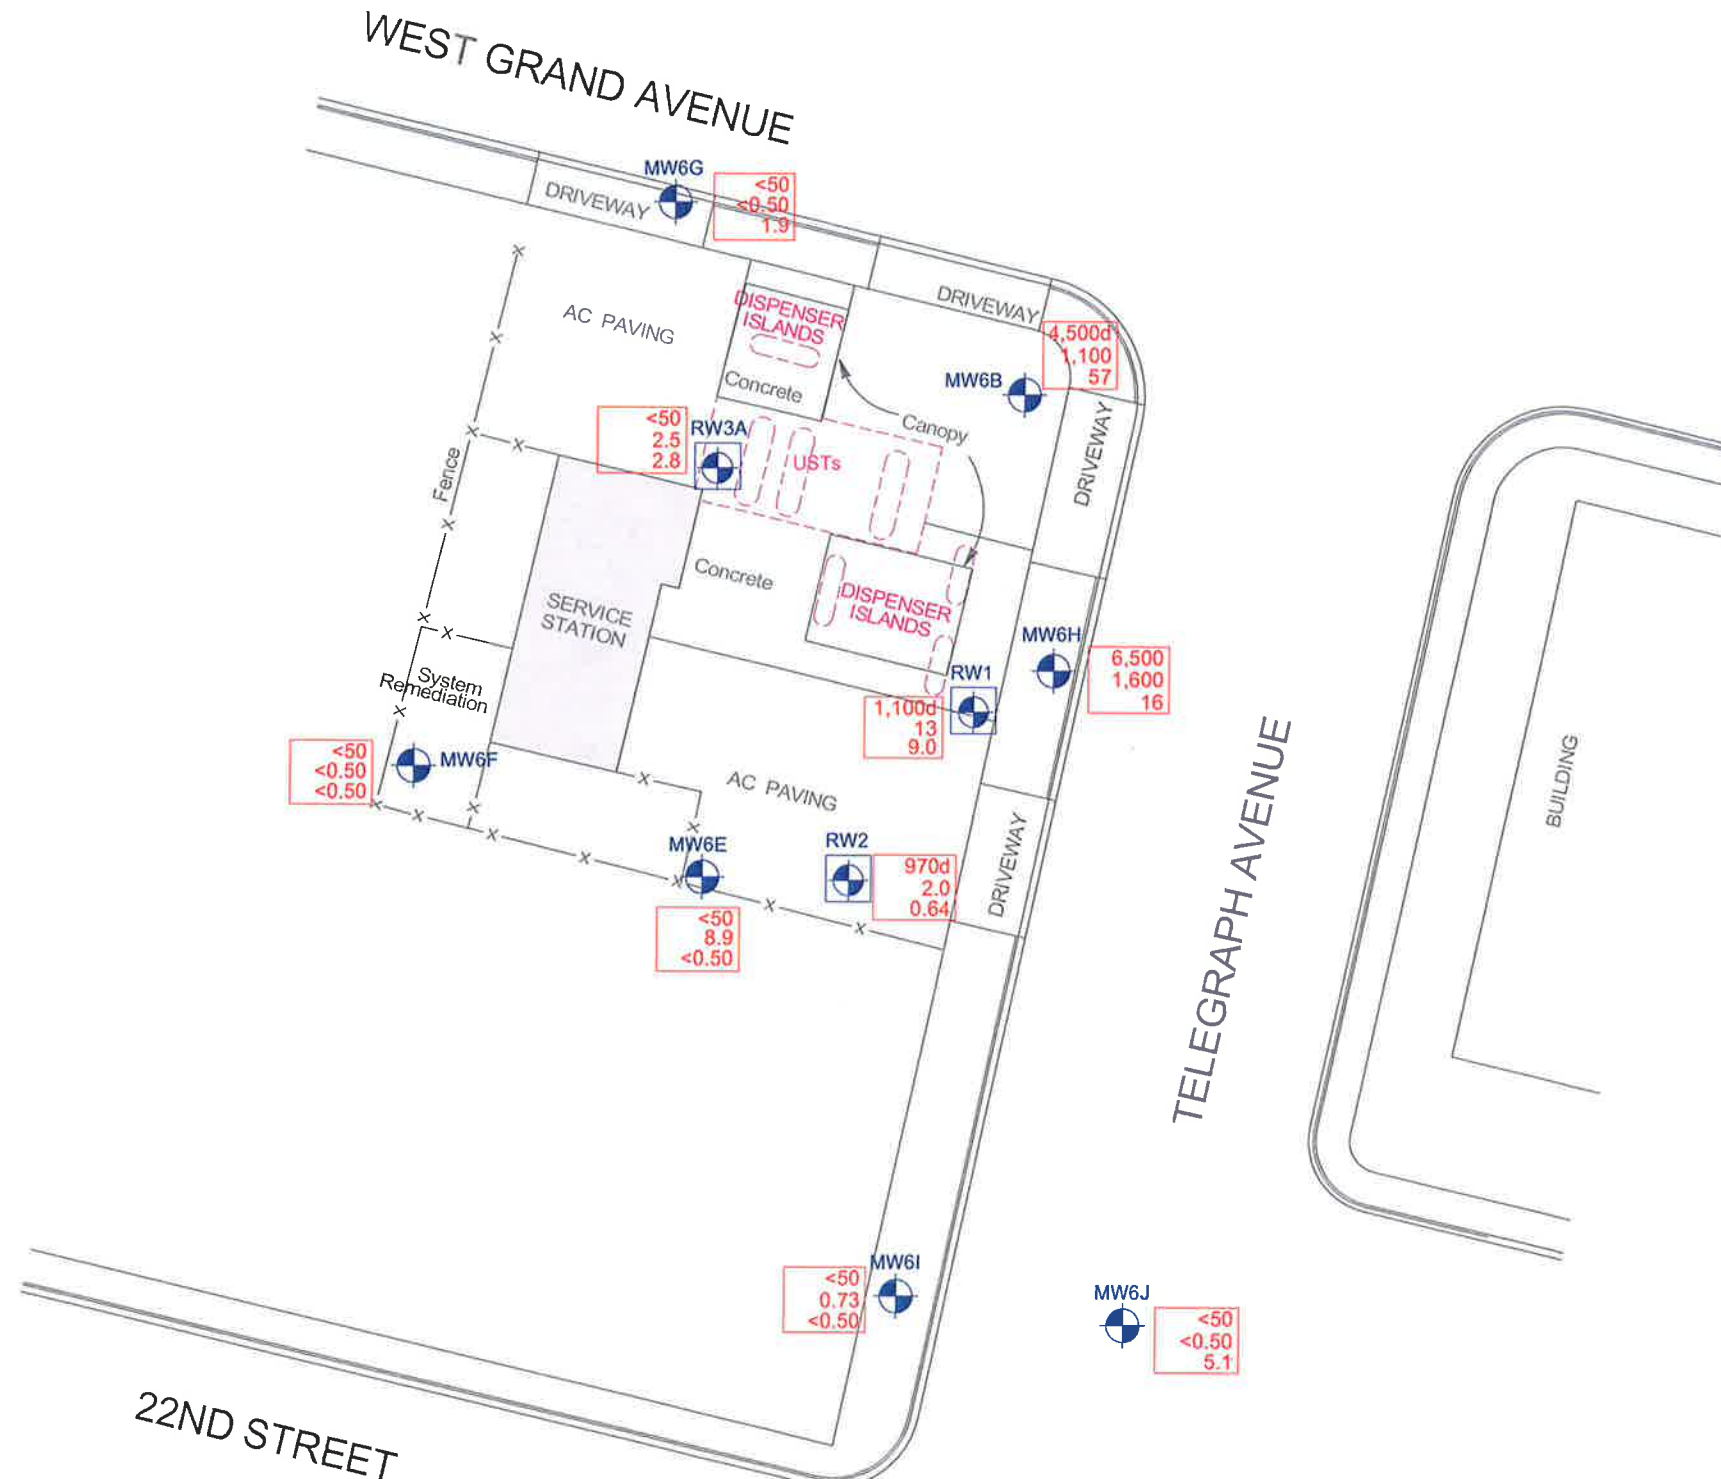 WEST GRAND AVENUE
MW6G
<50
<0.50
1.9
DRIVEWAY
DRIVEWAY
AC PAVING
DISPENSER
ISLANDS
Concrete
4,500d
1,100
57
MW6B
Canopy
DRIVEWAY
<50
2.5
2.8
RW3A
USTs
Fence
Concrete
SERVICE
STATION
DISPENSER
ISLANDS
MW6H
6,500
1,600
16
System
Remediation
RW1
1,100d
13
9.0
<50
<0.50
<0.50
MW6F
AC PAVING
MW6E
<50
8.9
<0.50
RW2
970d
2.0
0.64
DRIVEWAY
TELEGRAPH AVENUE
BUILDING
MW6I
<50
0.73
<0.50
MW6J
<50
<0.50
5.1
22ND STREET